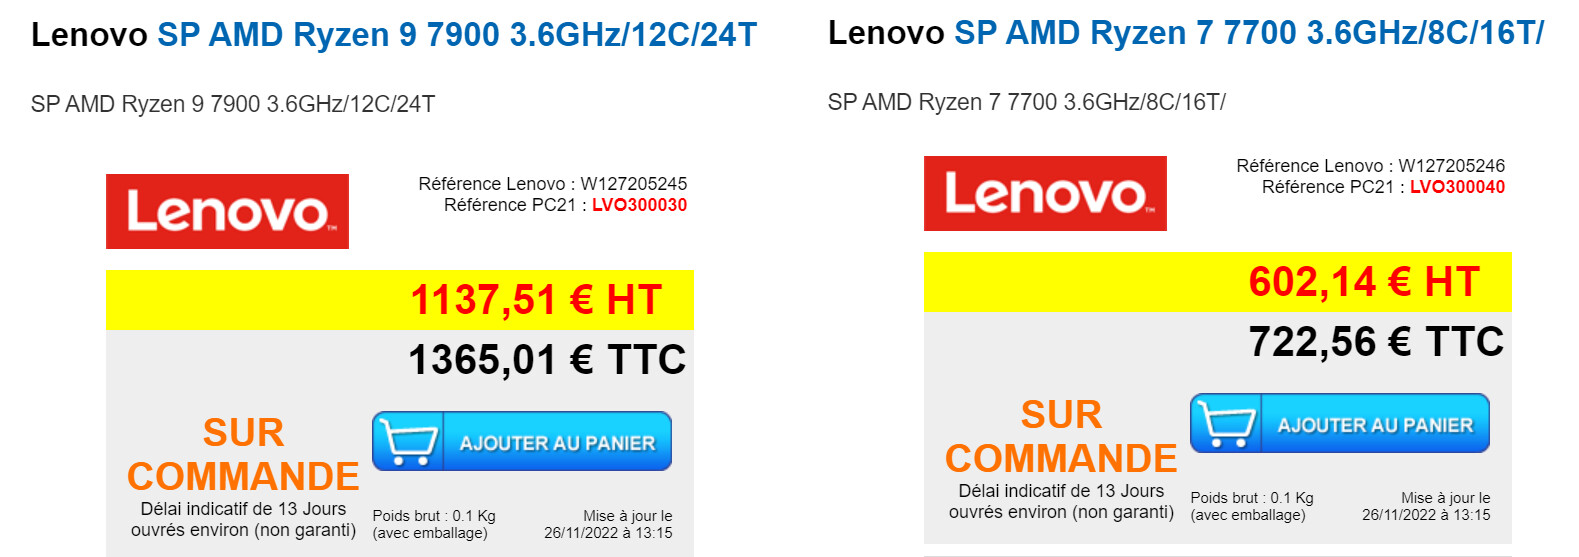 Lenovo SP AMD Ryzen 9 7900 3.6GHz/12C/24T
SP AMD Ryzen 9 7900 3.6GHz/12C/24T
Lenovo™
Référence Lenovo : W127205245
Référence PC21 : LVO300030
1137,51 € HT
1365,01 € TTC
SUR
COMMANDE
Délai indicatif de 13 Jours
ouvrés environ (non garanti)
AJOUTER AU PANIER
Poids brut : 0.1 Kg
(avec emballage)
Mise à jour le
26/11/2022 à 13:15
Lenovo SP AMD Ryzen 7 7700 3.6GHz/8C/16T/
SP AMD Ryzen 7 7700 3.6GHz/8C/16T/
Lenovo™
Référence Lenovo : W127205246
Référence PC21 : LVO300040
602,14 € HT
722,56 € TTC
SUR
COMMANDE
Délai indicatif de 13 Jours
ouvrés environ (non garanti)
AJOUTER AU PANIER
Poids brut : 0.1 Kg
(avec emballage)
Mise à jour le
26/11/2022 à 13:15